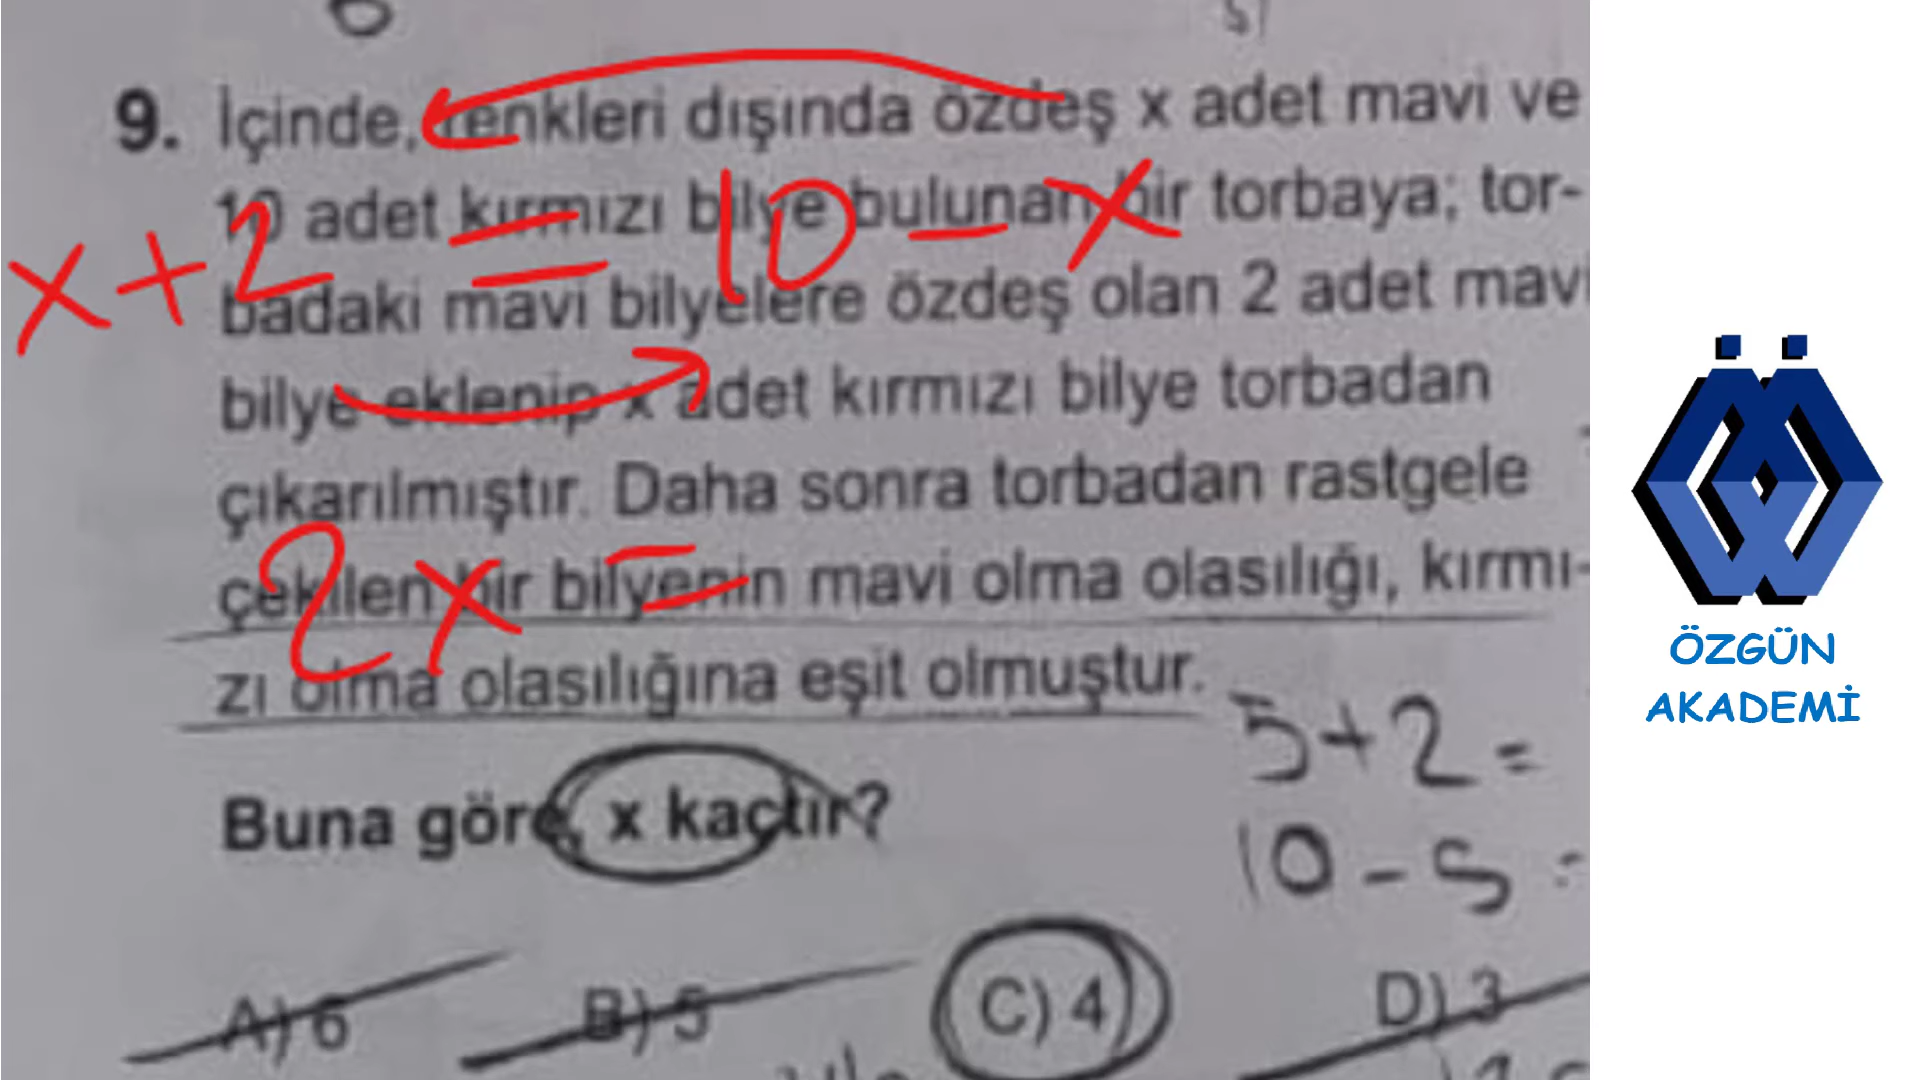 9. İçinde, renkleri dışında özdeş x adet mavi ve
10 adet kırmızı bilye bulunan bir torbaya; tor-
x+2 = 10-x
badaki mavi bilyelere özdeş olan 2 adet mavi
bilye eklenip x adet kırmızı bilye torbadan
çıkarılmıştır. Daha sonra torbadan rastgele
çekilen bir bilyenin mavi olma olasılığı, kırmı-
2x=
zı olma olasılığına eşit olmuştur.
5+2=
Buna göre, x kaçtır?
10-5=
A) 6 B) 5 C) 4 D) 3
ÖZGÜN
AKADEMİ